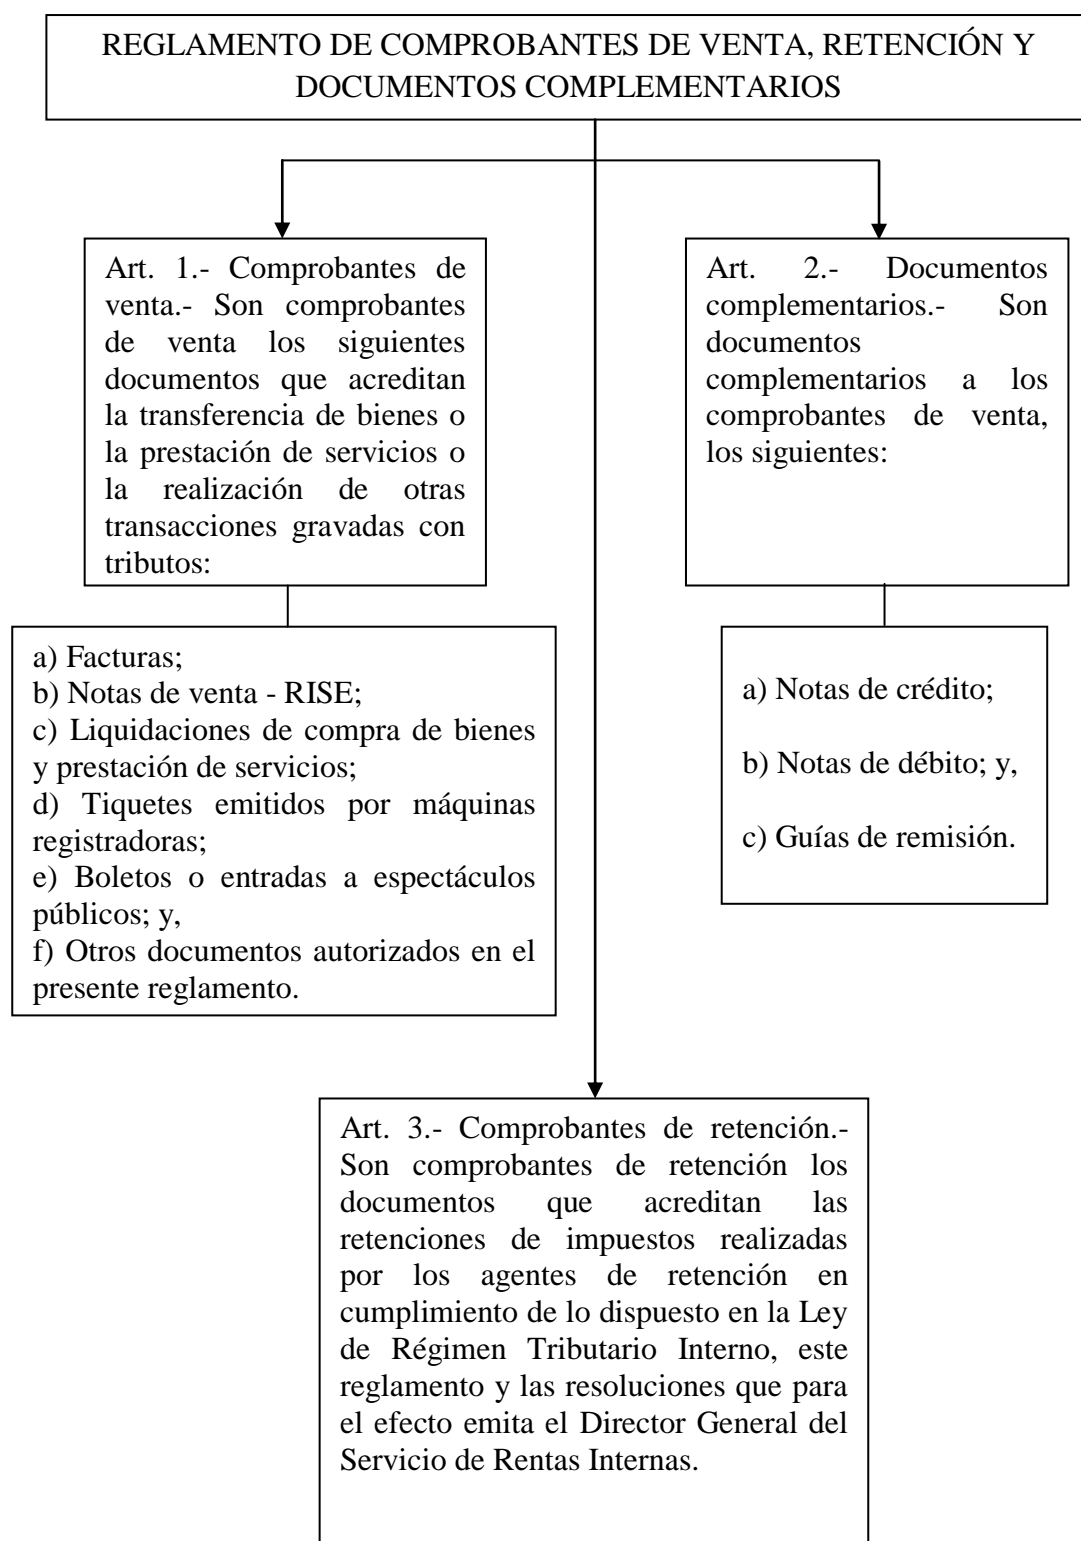 REGLAMENTO DE COMPROBANTES DE VENTA, RETENCIÓN Y
DOCUMENTOS COMPLEMENTARIOS
Art. 1.- Comprobantes de
venta.- Son comprobantes
de venta los siguientes
documentos que acreditan
la transferencia de bienes o
la prestación de servicios o
la realización de otras
transacciones gravadas con
tributos:
Art. 2.- Documentos
complementarios.- Son
documentos
complementarios a los
comprobantes de venta,
los siguientes:
a) Facturas;
b) Notas de venta - RISE;
c) Liquidaciones de compra de bienes
y prestación de servicios;
d) Tiquetes emitidos por máquinas
registradoras;
e) Boletos o entradas a espectáculos
públicos; y,
f) Otros documentos autorizados en el
presente reglamento.
a) Notas de crédito;
b) Notas de débito; y,
c) Guías de remisión.
Art. 3.- Comprobantes de retención.-
Son comprobantes de retención los
documentos que acreditan las
retenciones de impuestos realizadas
por los agentes de retención en
cumplimiento de lo dispuesto en la Ley
de Régimen Tributario Interno, este
reglamento y las resoluciones que para
el efecto emita el Director General del
Servicio de Rentas Internas.